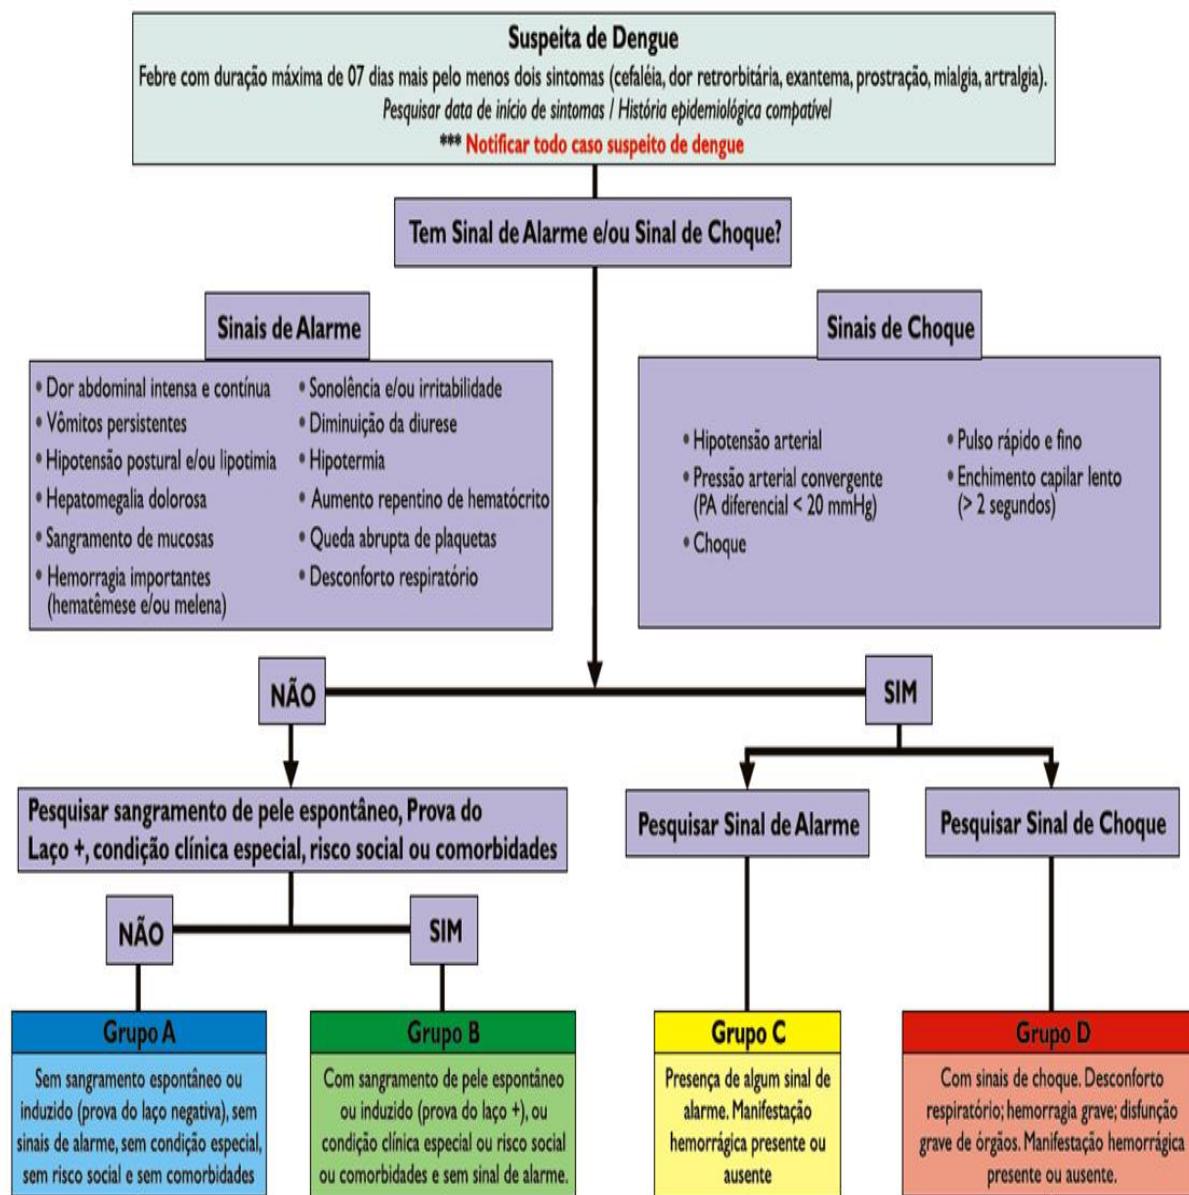 Suspeita de Dengue
Febre com duração máxima de 07 dias mais pelo menos dois sintomas (cefaléia, dor retrorbitária, exantema, prostração, mialgia, artralgia).
Pesquisar data de início de sintomas / História epidemiológica compatível
*** Notificar todo caso suspeito de dengue
Tem Sinal de Alarme e/ou Sinal de Choque?
Sinais de Alarme
• Dor abdominal intensa e contínua
• Vômitos persistentes
• Hipotensão postural e/ou lipotimia
• Hepatomegalia dolorosa
• Sangramento de mucosas
• Hemorragia importantes
(hematêmese e/ou melena)
• Sonolência e/ou irritabilidade
• Diminuição da diurese
• Hipotermia
• Aumento repentino de hematócrito
• Queda abrupta de plaquetas
• Desconforto respiratório
Sinais de Choque
• Hipotensão arterial
• Pressão arterial convergente
(PA diferencial < 20 mmHg)
• Choque
• Pulso rápido e fino
• Enchimento capilar lento
(> 2 segundos)
NÃO
SIM
Pesquisar sangramento de pele espontâneo, Prova do
Laço +, condição clínica especial, risco social ou comorbidades
Pesquisar Sinal de Alarme
Pesquisar Sinal de Choque
NÃO
SIM
Grupo A
Sem sangramento espontâneo ou
induzido (prova do laço negativa), sem
sinais de alarme, sem condição especial,
sem risco social e sem comorbidades
Grupo B
Com sangramento de pele espontâneo
ou induzido (prova do laço +), ou
condição clínica especial ou risco social
ou comorbidades e sem sinal de alarme.
Grupo C
Presença de algum sinal de
alarme. Manifestação
hemorrágica presente ou
ausente
Grupo D
Com sinais de choque. Desconforto
respiratório; hemorragia grave; disfunção
grave de órgãos. Manifestação hemorrágica
presente ou ausente.